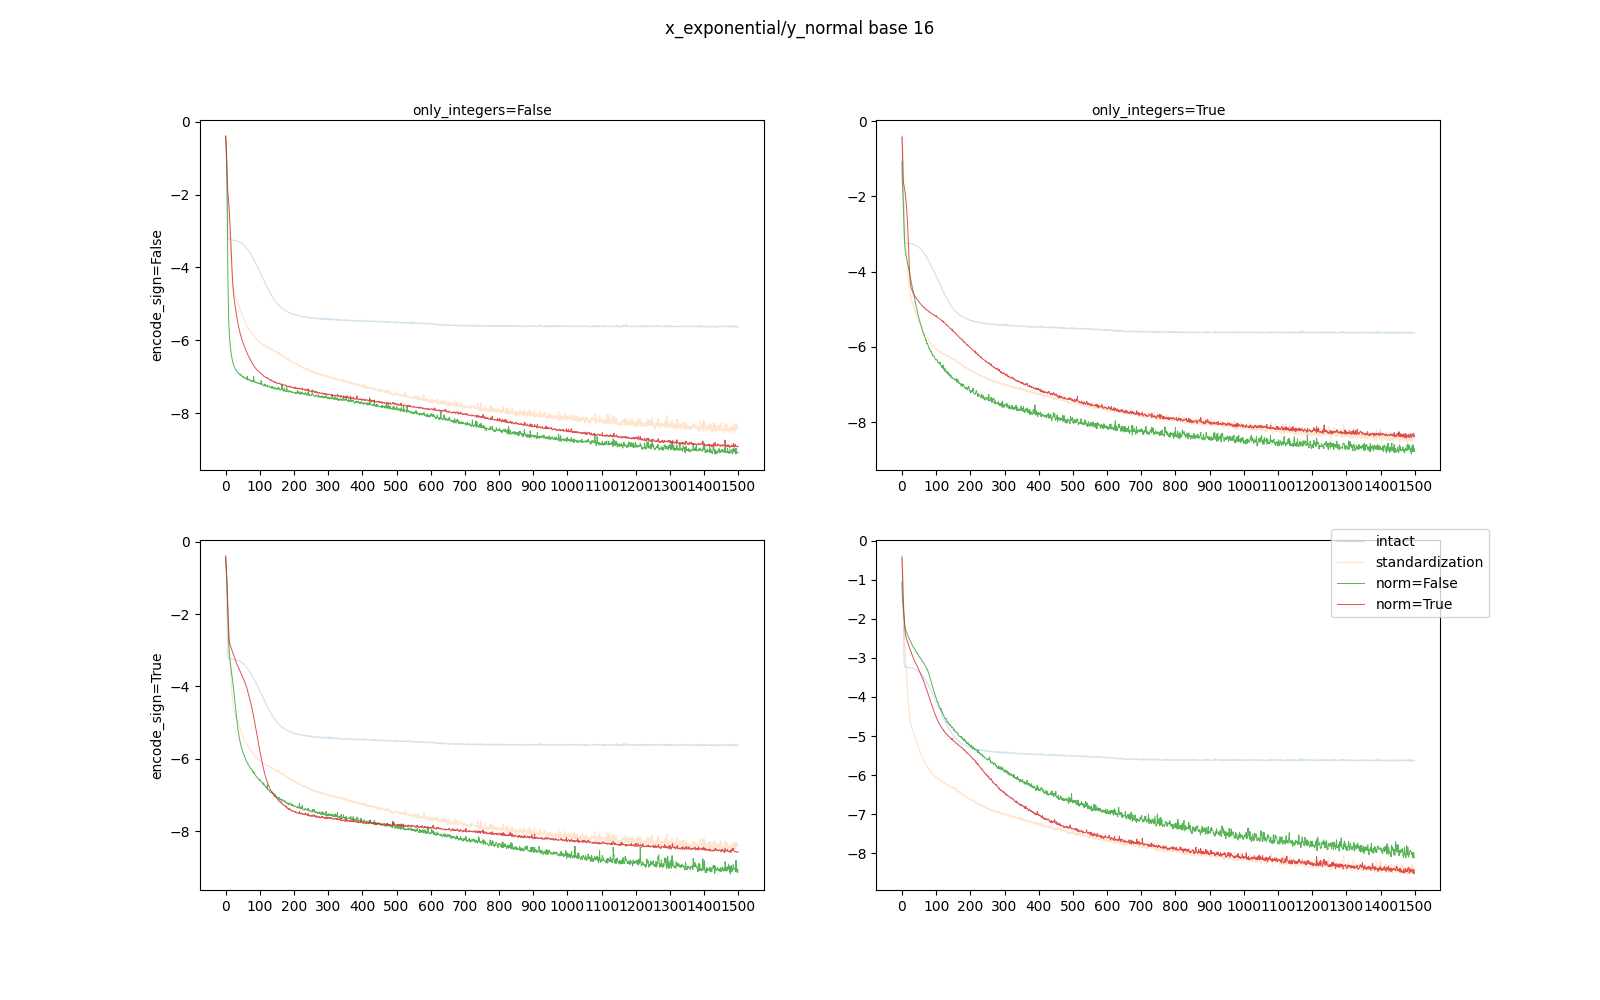 x_exponential/y_normal base 16
only_integers=False
only_integers=True
encode_sign=False
0
−2
−4
−6
−8
0 100 200 300 400 500 600 700 800 900 1000 1100 1200 1300 1400 1500
0
−2
−4
−6
−8
0 100 200 300 400 500 600 700 800 900 1000 1100 1200 1300 1400 1500
encode_sign=True
0
−2
−4
−6
−8
0 100 200 300 400 500 600 700 800 900 1000 1100 1200 1300 1400 1500
0
−1
−2
−3
−4
−5
−6
−7
−8
0 100 200 300 400 500 600 700 800 900 1000 1100 1200 1300 1400 1500
intact
standardization
norm=False
norm=True